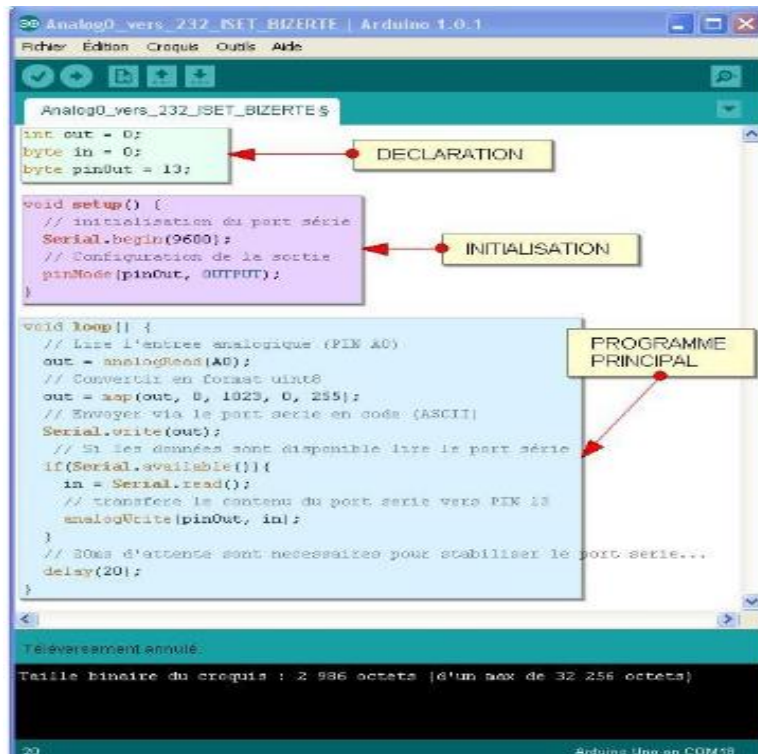 Analog0_vers_232_ISET_BIZERTE | Arduino 1.0.1
Fichier Édition Croquis Outils Aide
Analog0_vers_232_ISET_BIZERTE §
int out = 0;
byte in = 0;
byte pinOut = 13;
DECLARATION
void setup() {
// initialisation du port série
Serial.begin(9600);
// Configuration de la sortie
pinMode(pinOut, OUTPUT);
}
INITIALISATION
void loop() {
// Lire l'entree analogique (PIN A0)
out = analogRead(A0);
// Convertir en format uint8
out = map(out, 0, 1023, 0, 255);
// Envoyer via le port serie en code (ASCII)
Serial.write(out);
// Si les données sont disponible lire le port série
if(Serial.available()){
in = Serial.read();
// transfere le contenu du port serie vers PIN 13
analogWrite(pinOut, in);
}
// 20ms d'attente sont necessaires pour stabiliser le port serie...
delay(20);
}
PROGRAMME
PRINCIPAL
Téléversement annulé.
Taille binaire du croquis : 2 986 octets (d'un max de 32 256 octets)
20
Arduino Uno on COM18